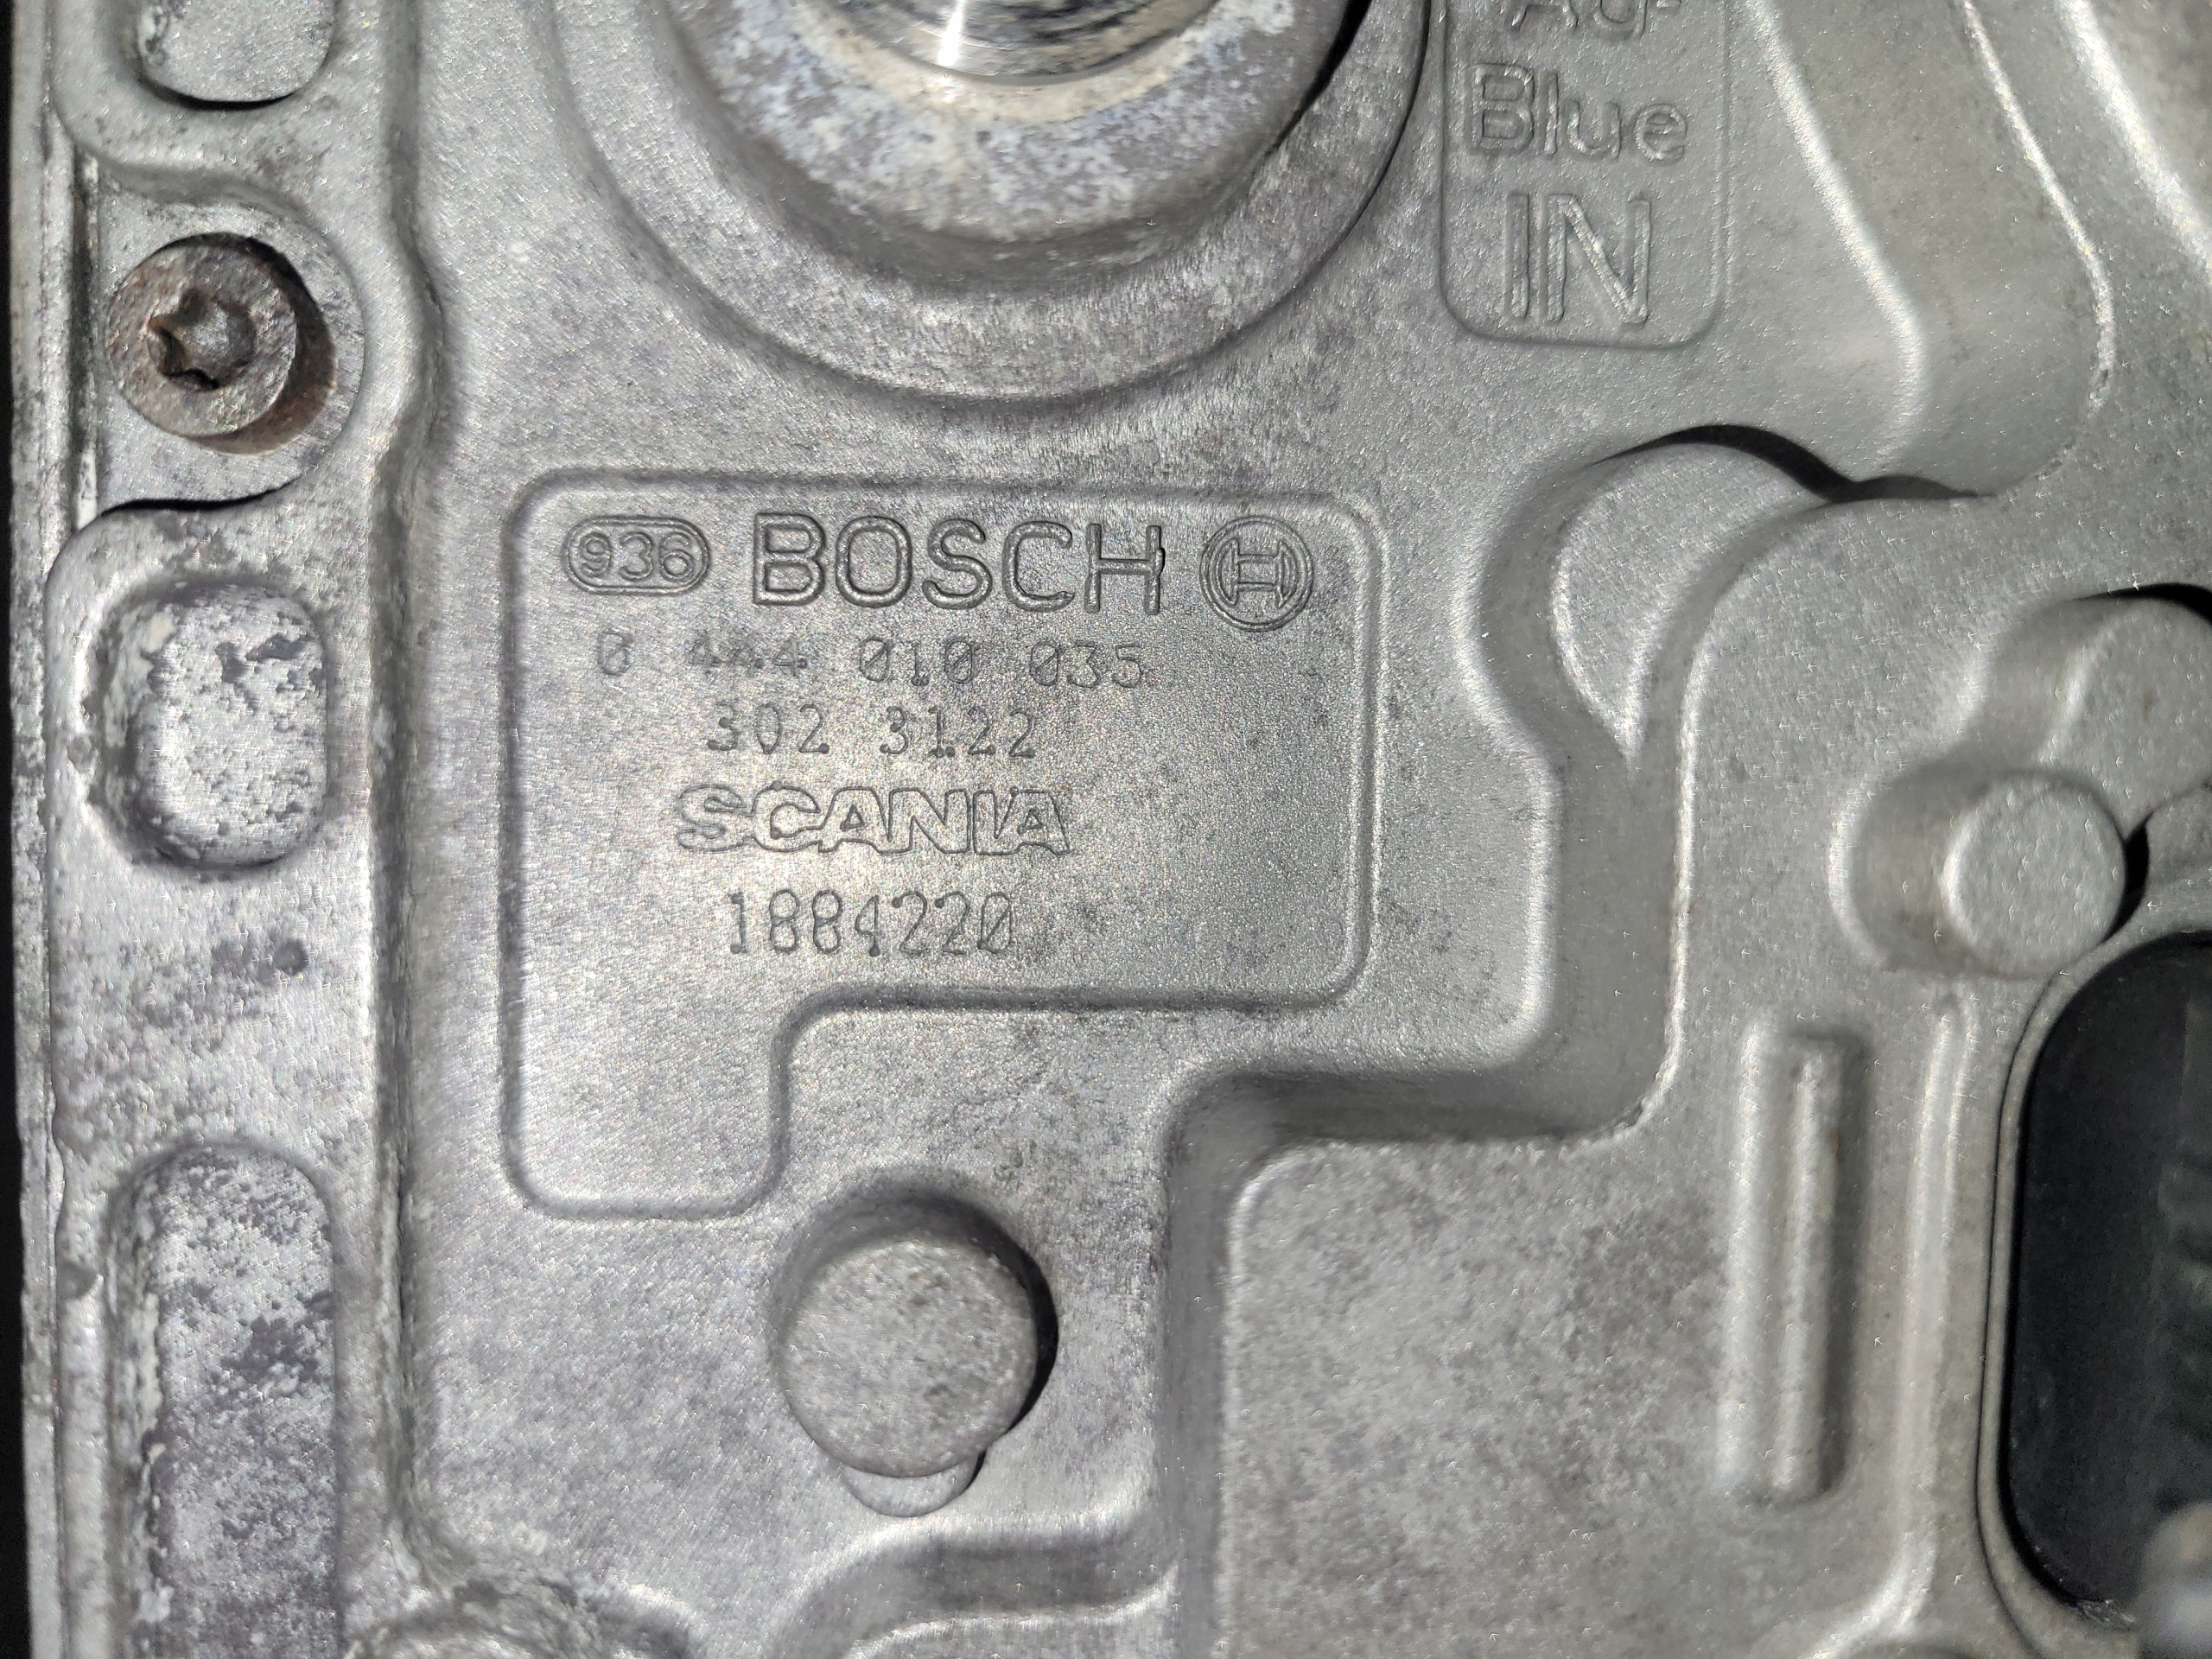 Blue
IN
936 BOSCH
0 444 010 035
302 3122
SCANIA
1884220